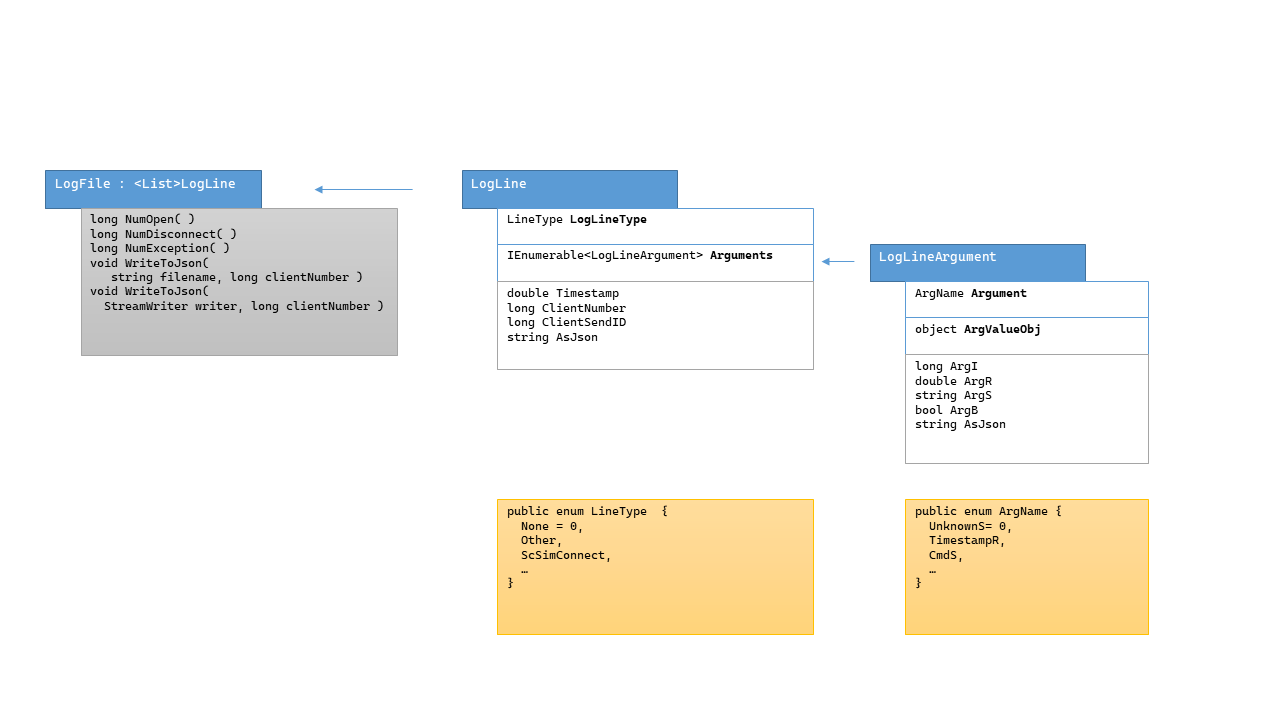 LogFile : <List>LogLine
long NumOpen( )
long NumDisconnect( )
long NumException( )
void WriteToJson(
   string filename, long clientNumber )
void WriteToJson(
  StreamWriter writer, long clientNumber )
LogLine
LineType LogLineType
IEnumerable<LogLineArgument> Arguments
double Timestamp
long ClientNumber
long ClientSendID
string AsJson
LogLineArgument
ArgName Argument
object ArgValueObj
long ArgI
double ArgR
string ArgS
bool ArgB
string AsJson
public enum LineType  {
  None = 0,
  Other,
  ScSimConnect,
  …
}
public enum ArgName {
  UnknownS= 0,
  TimestampR,
  CmdS,
  …
}